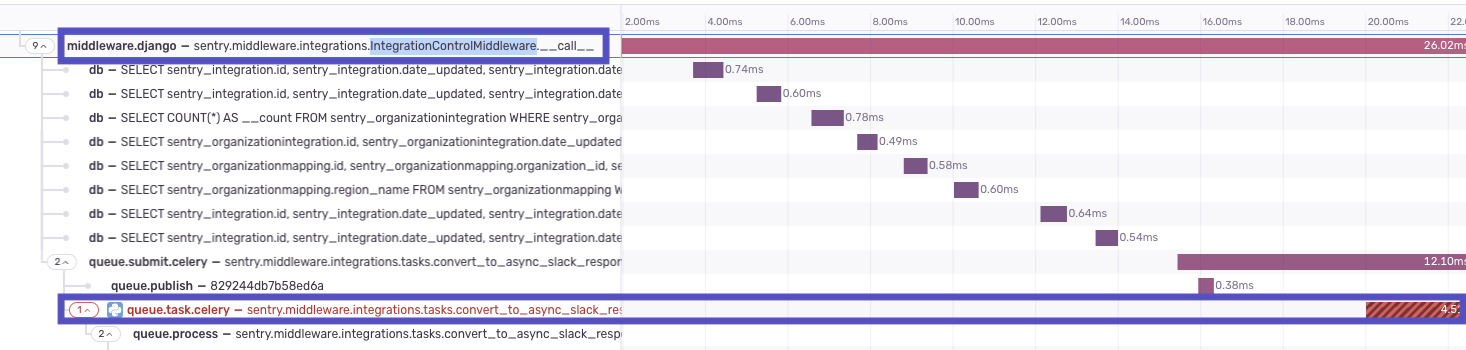 2.00ms 4.00ms 6.00ms 8.00ms 10.00ms 12.00ms 14.00ms 16.00ms 18.00ms 20.00ms 22.
9 middleware.django — sentry.middleware.integrations.IntegrationControlMiddleware.__call__ 26.02ms
db — SELECT sentry_integration.id, sentry_integration.date_updated, sentry_integration.date 0.74ms
db — SELECT sentry_integration.id, sentry_integration.date_updated, sentry_integration.date 0.60ms
db — SELECT COUNT(*) AS __count FROM sentry_organizationintegration WHERE sentry_orga 0.78ms
db — SELECT sentry_organizationintegration.id, sentry_organizationintegration.date_updated 0.49ms
db — SELECT sentry_organizationmapping.id, sentry_organizationmapping.organization_id, se 0.58ms
db — SELECT sentry_organizationmapping.region_name FROM sentry_organizationmapping W 0.60ms
db — SELECT sentry_integration.id, sentry_integration.date_updated, sentry_integration.date 0.64ms
db — SELECT sentry_integration.id, sentry_integration.date_updated, sentry_integration.date 0.54ms
2 queue.submit.celery — sentry.middleware.integrations.tasks.convert_to_async_slack_respor 12.10ms
queue.publish — 829244db7b58ed6a 0.38ms
1 queue.task.celery — sentry.middleware.integrations.tasks.convert_to_async_slack_res 4.5
2 queue.process — sentry.middleware.integrations.tasks.convert_to_async_slack_resp